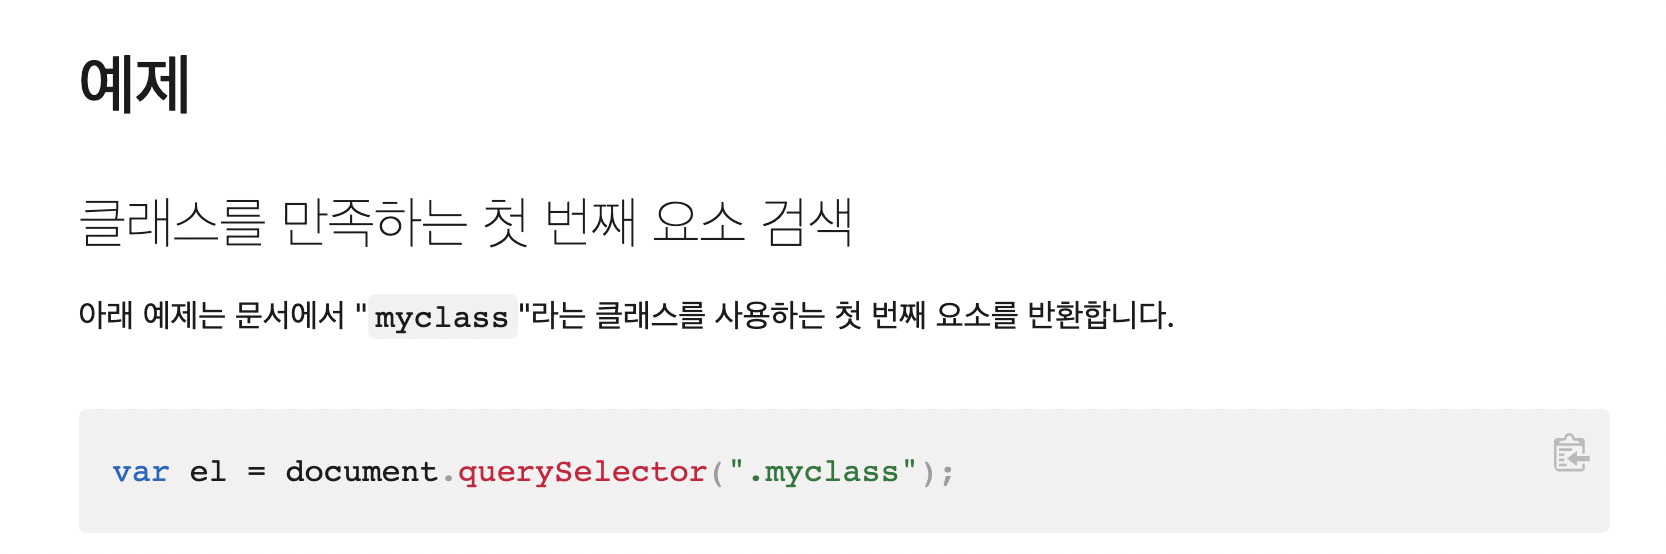 예제
클래스를 만족하는 첫 번째 요소 검색
아래 예제는 문서에서 "myclass"라는 클래스를 사용하는 첫 번째 요소를 반환합니다.
var el = document.querySelector(".myclass");